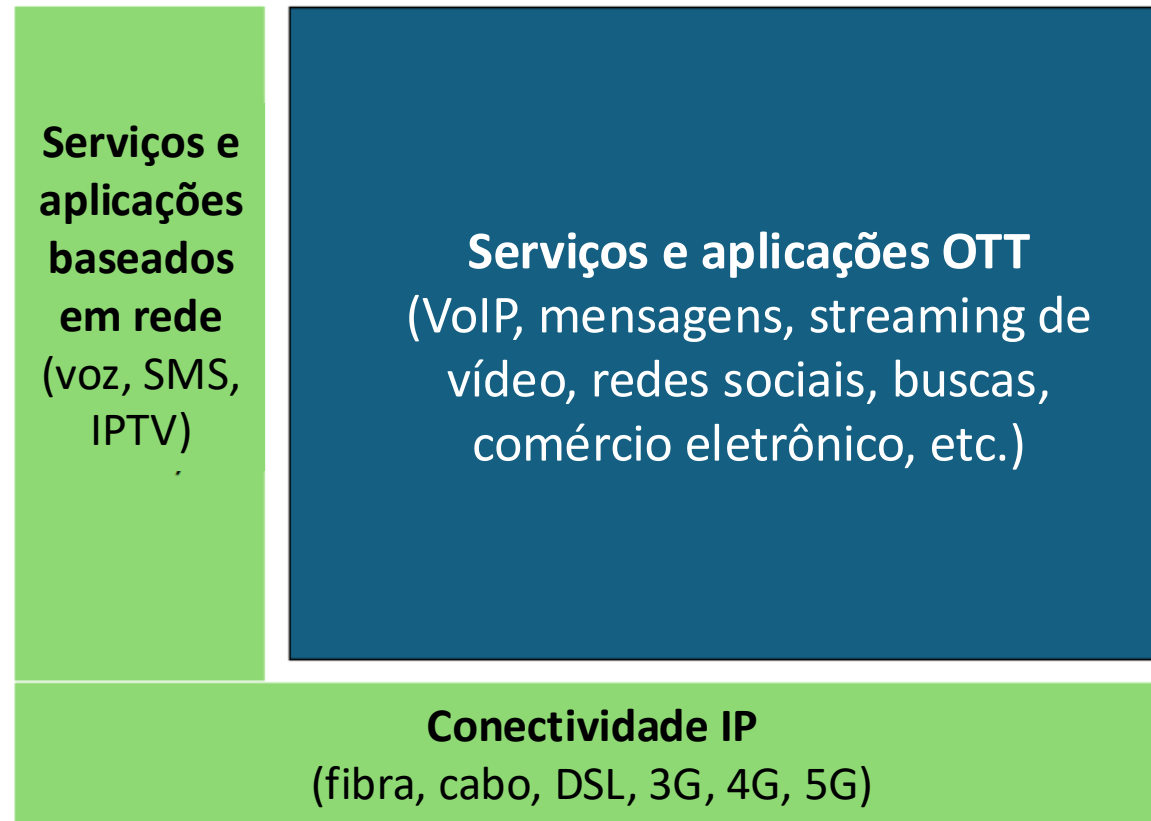 Serviços e
aplicações
baseados
em rede
(voz, SMS,
IPTV)
Serviços e aplicações OTT
(VoIP, mensagens, streaming de
vídeo, redes sociais, buscas,
comércio eletrônico, etc.)
Conectividade IP
(fibra, cabo, DSL, 3G, 4G, 5G)